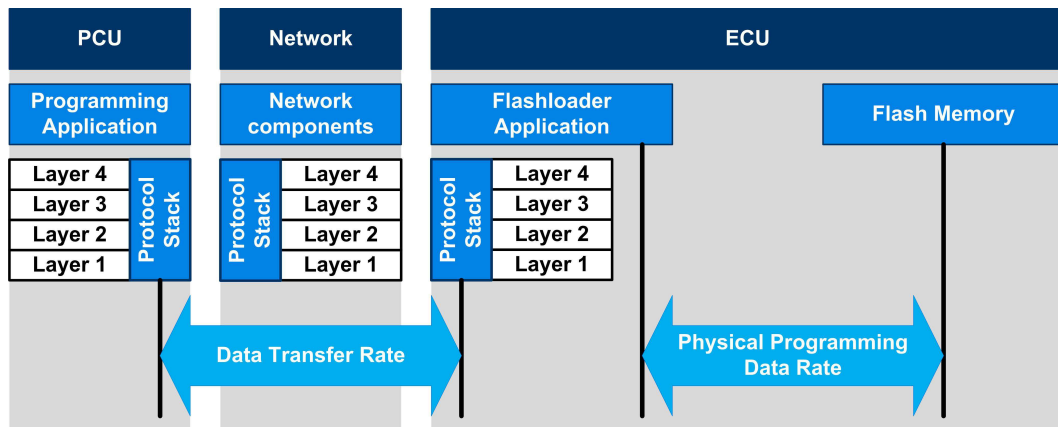 PCU
Network
ECU
Programming
Application
Network
components
Flashloader
Application
Flash Memory
Layer 4
Layer 3
Layer 2
Layer 1
Protocol
Stack
Protocol
Stack
Layer 4
Layer 3
Layer 2
Layer 1
Protocol
Stack
Layer 4
Layer 3
Layer 2
Layer 1
Data Transfer Rate
Physical Programming
Data Rate